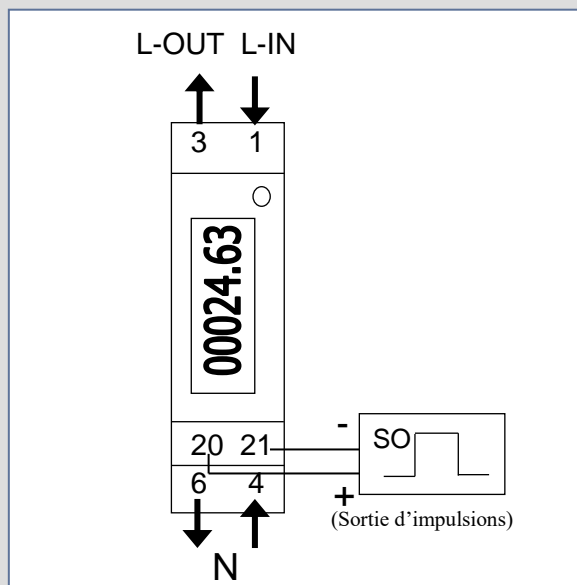 L-OUT L-IN
3 1
00024.63
20 21
- SO
6 4
+
(Sortie d’impulsions)
N